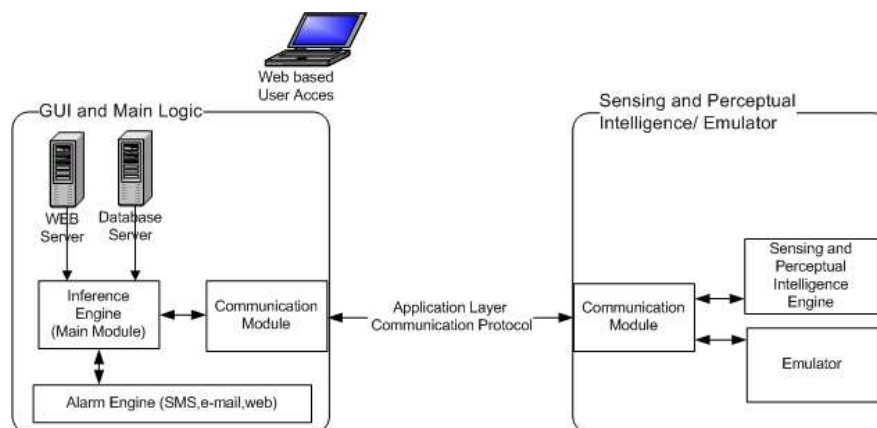 Web based
User Acces
GUI and Main Logic
Sensing and Perceptual
Intelligence/ Emulator
WEB
Server
Database
Server
Inference
Engine
(Main Module)
Communication
Module
Application Layer
Communication Protocol
Communication
Module
Sensing and
Perceptual
Intelligence
Engine
Emulator
Alarm Engine (SMS,e-mail,web)